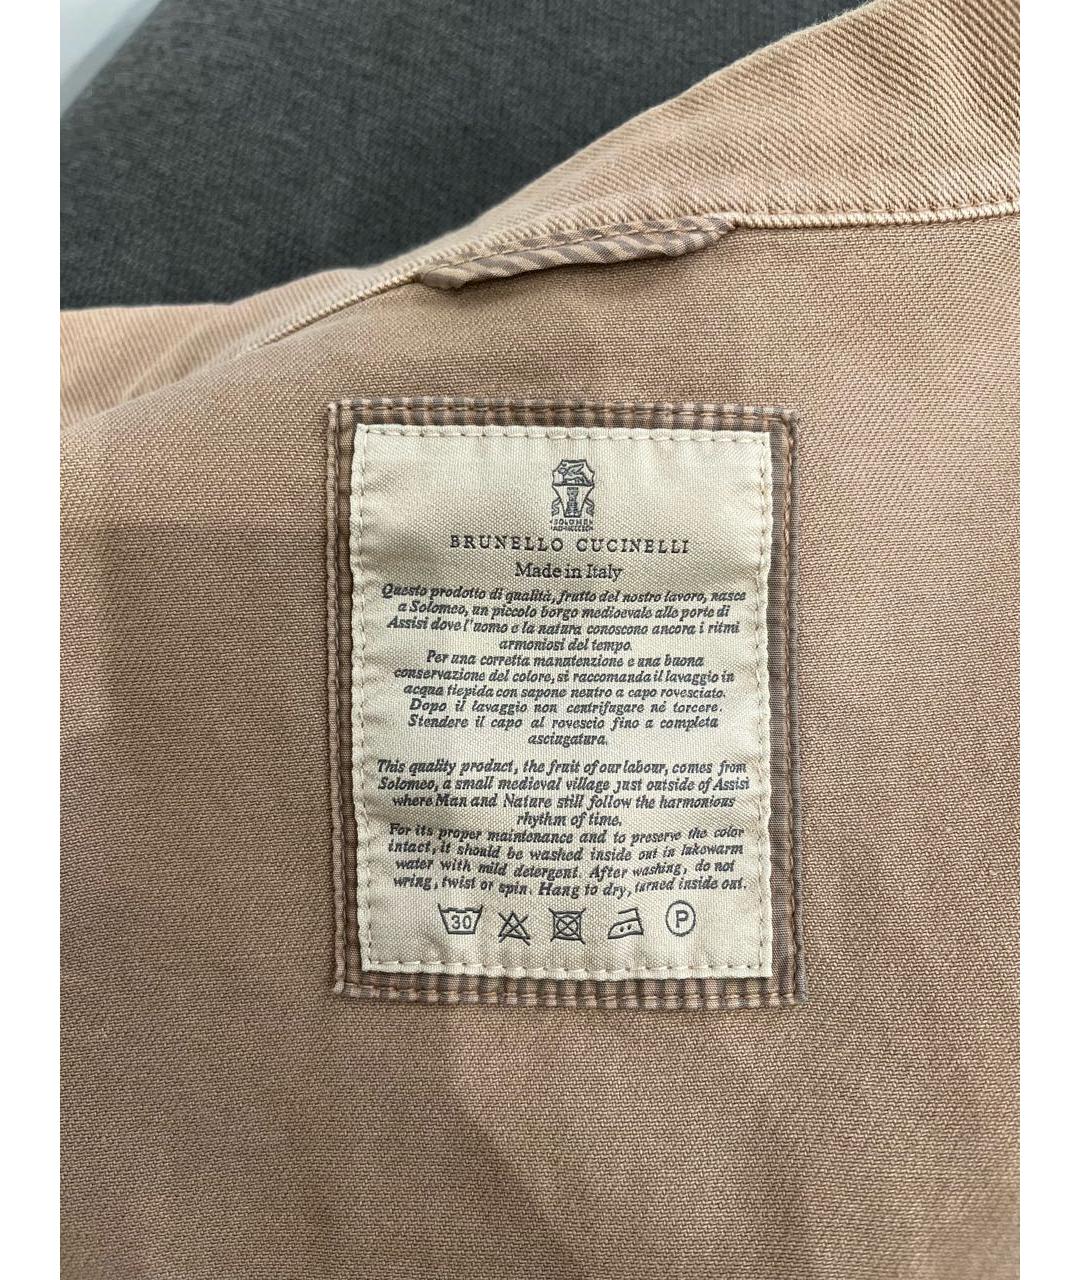 SOLOMEO
BRUNELLO CUCINELLI
Made in Italy
Questo prodotto di qualità, frutto del nostro lavoro, nasce
a Solomeo, un piccolo borgo medioevale alle porte di
Assisi dove l'uomo e la natura conoscono ancora i ritmi
armoniosi del tempo.
Per una corretta manutenzione e una buona
conservazione del colore, si raccomanda il lavaggio in
acqua tiepida con sapone neutro a capo rovesciato.
Dopo il lavaggio non centrifugare né torcere.
Stendere il capo al rovescio fino a completa
asciugatura.
This quality product, the fruit of our labour, comes from
Solomeo, a small medieval village just outside of Assisi
where Man and Nature still follow the harmonious
rhythm of time.
For its proper maintenance and to preserve the color
intact, it should be washed inside out in lukewarm
water with mild detergent. After washing, do not
wring, twist or spin. Hang to dry, turned inside out.
30 P